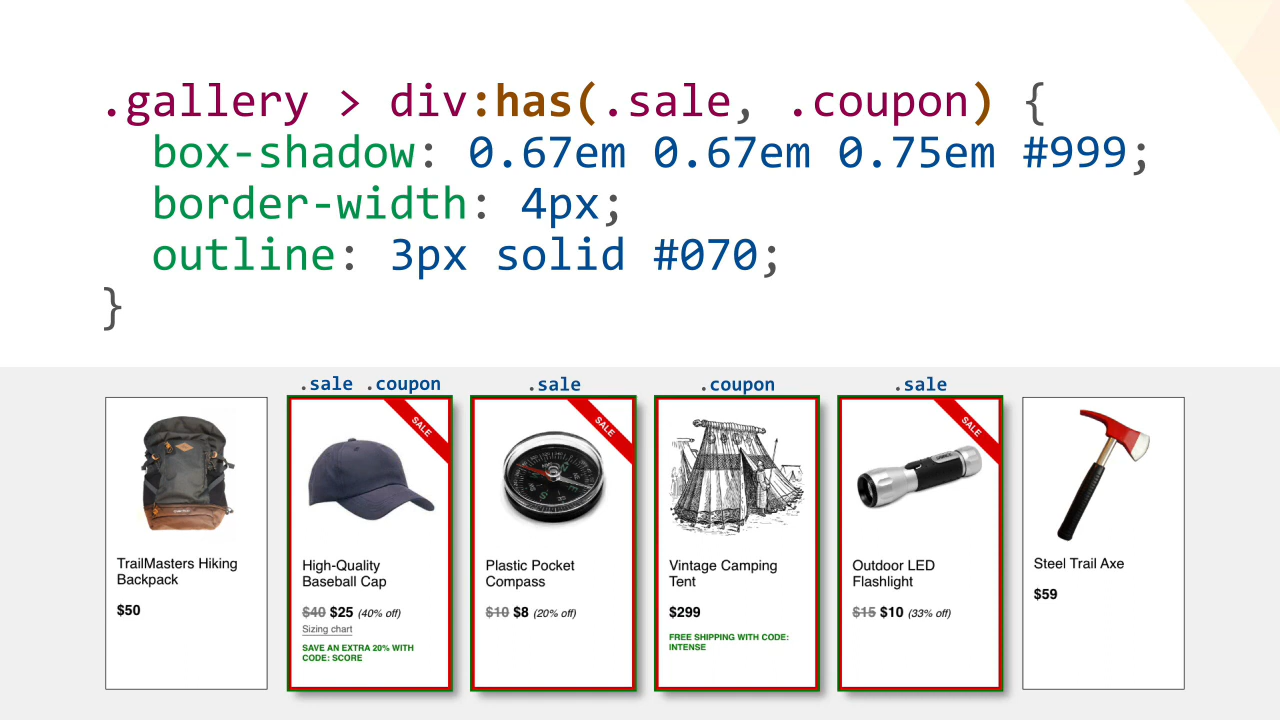 .gallery > div:has(.sale, .coupon) {
  box-shadow: 0.67em 0.67em 0.75em #999;
  border-width: 4px;
  outline: 3px solid #070;
}
.sale .coupon
.sale
.coupon
.sale
TrailMasters Hiking
Backpack
$50
SALE
High-Quality
Baseball Cap
$40 $25 (40% off)
Sizing chart
SAVE AN EXTRA 20% WITH
CODE: SCORE
SALE
Plastic Pocket
Compass
$10 $8 (20% off)
Vintage Camping
Tent
$299
FREE SHIPPING WITH CODE:
INTENSE
SALE
Outdoor LED
Flashlight
$15 $10 (33% off)
Steel Trail Axe
$59